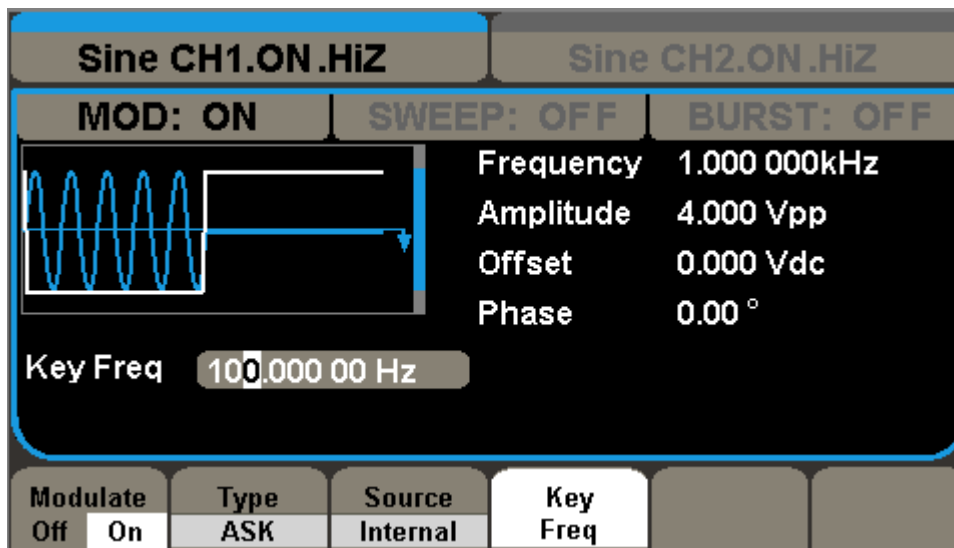 Sine CH1.ON.HiZ Sine CH2.ON.HiZ
MOD: ON SWEEP: OFF BURST: OFF
Frequency 1.000 000kHz
Amplitude 4.000 Vpp
Offset 0.000 Vdc
Phase 0.00 °
Key Freq 100.000 00 Hz
Modulate Type Source Key
Off On ASK Internal Freq